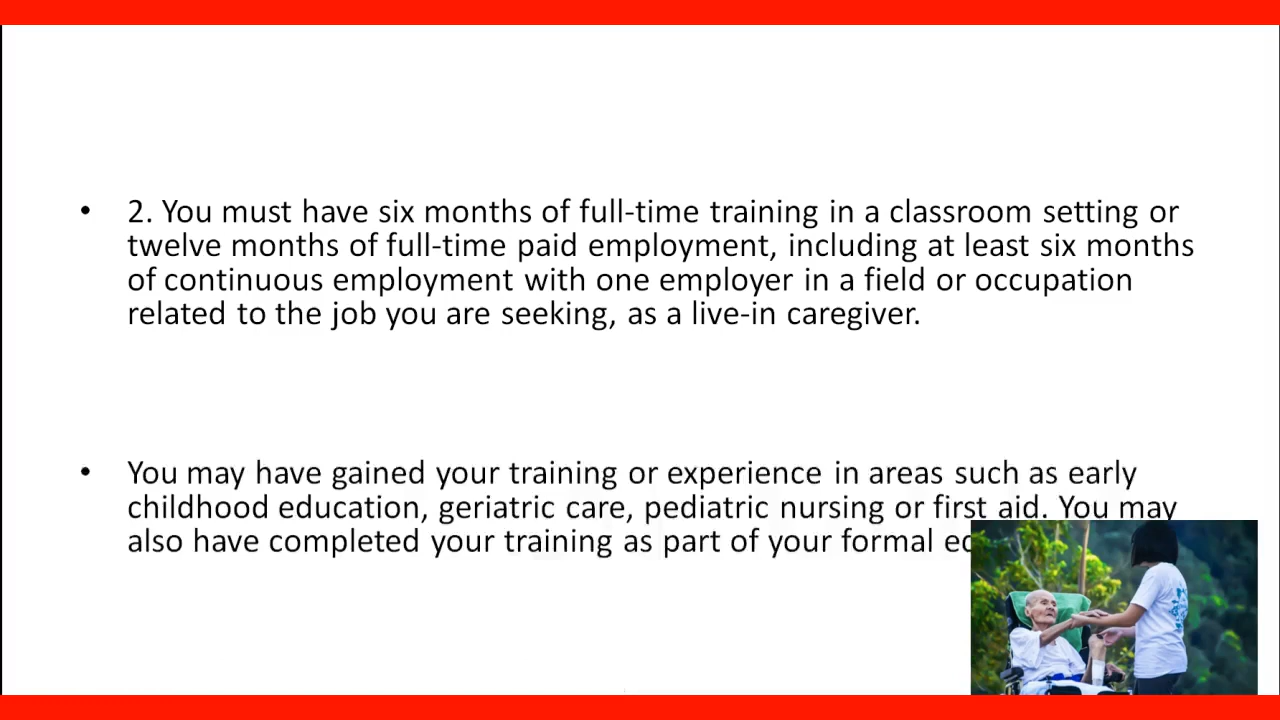 • 2. You must have six months of full-time training in a classroom setting or
twelve months of full-time paid employment, including at least six months
of continuous employment with one employer in a field or occupation
related to the job you are seeking, as a live-in caregiver.
• You may have gained your training or experience in areas such as early
childhood education, geriatric care, pediatric nursing or first aid. You may
also have completed your training as part of your formal